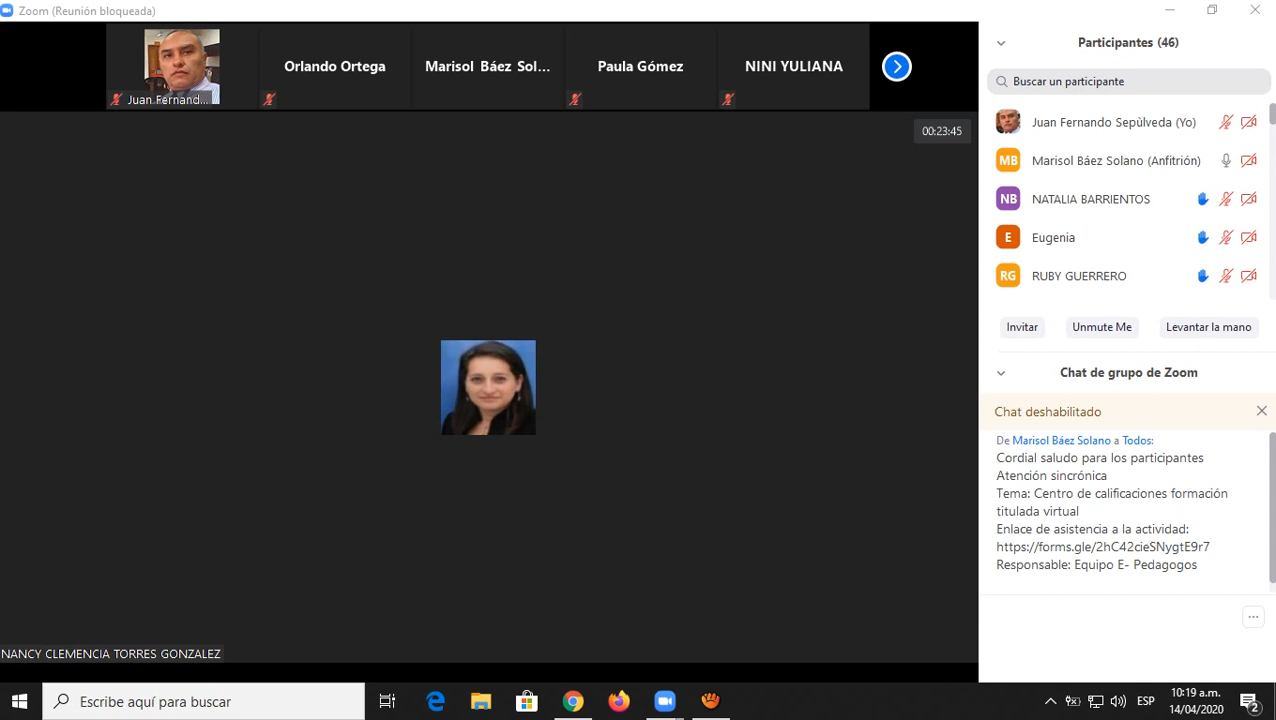 Zoom (Reunión bloqueada)
Juan Fernand...
Orlando Ortega
Marisol Báez Sol...
Paula Gómez
NINI YULIANA
00:23:45
NANCY CLEMENCIA TORRES GONZALEZ
Participantes (46)
Buscar un participante
Juan Fernando Sepùlveda (Yo)
MB Marisol Báez Solano (Anfitrión)
NB NATALIA BARRIENTOS
E Eugenia
RG RUBY GUERRERO
Invitar Unmute Me Levantar la mano
Chat de grupo de Zoom
Chat deshabilitado
De Marisol Báez Solano a Todos:
Cordial saludo para los participantes
Atención sincrónica
Tema: Centro de calificaciones formación
titulada virtual
Enlace de asistencia a la actividad:
https://forms.gle/2hC42cieSNygtE9r7
Responsable: Equipo E- Pedagogos
Escribe aquí para buscar
ESP
10:19 a.m.
14/04/2020
2